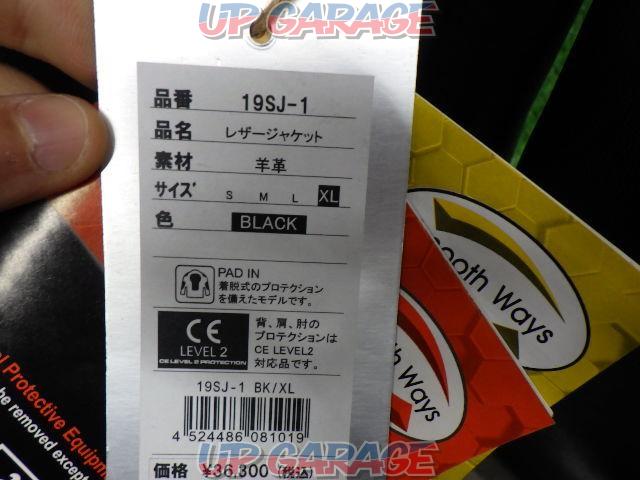 UP GARAGE
品番 19SJ-1
品名 レザージャケット
素材 羊革
サイズ S M L XL
色 BLACK
PAD IN
着脱式のプロテクション
を備えたモデルです。
CE
LEVEL 2
CE LEVEL 2 PROTECTION
背、肩、肘の
プロテクションは
CE LEVEL2
対応品です。
19SJ-1 BK/XL
4 524486 081019
価格 ¥36,300(税込)
ooth Ways
oth Ways
Protective Equipm
be removed except
UP GARAGE